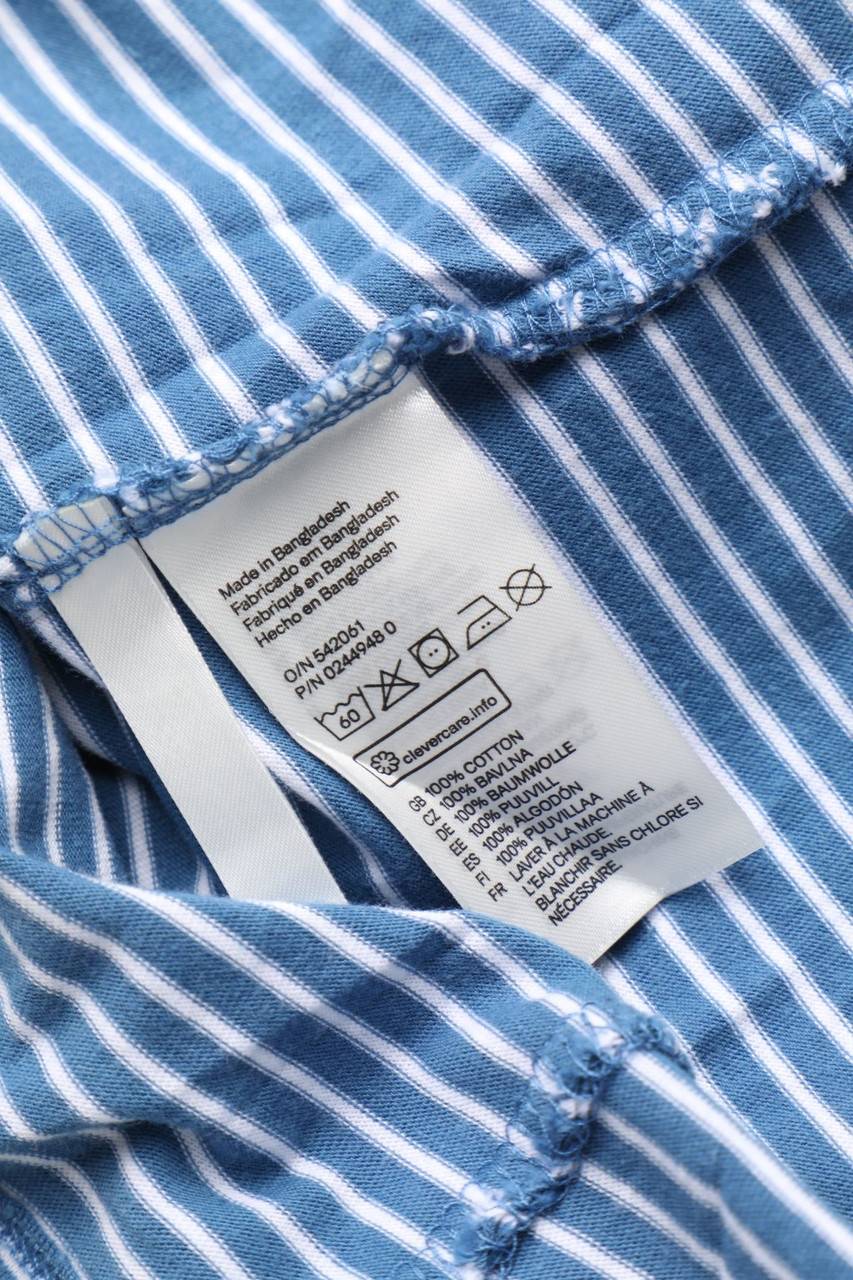 Made in Bangladesh
Fabricado em Bangladesh
Fabriqué en Bangladesh
Hecho en Bangladesh
O/N 542061
P/N 0244948 0
60
clevercare.info
GB 100% COTTON
CZ 100% BAVLNA
DE 100% BAUMWOLLE
EE 100% PUUVILL
ES 100% ALGODÓN
FI 100% PUUVILLAA
FR LAVER À LA MACHINE À
L'EAU CHAUDE
BLANCHIR SANS CHLORE SI
NÉCESSAIRE